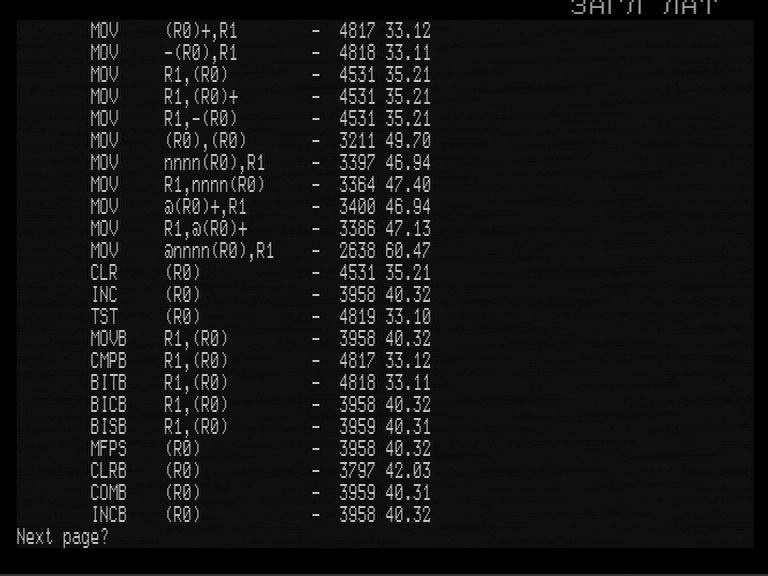 ЗАГЛ ЛАТ
MOV (R0)+,R1 - 4817 33.12
MOV -(R0),R1 - 4818 33.11
MOV R1,(R0) - 4531 35.21
MOV R1,(R0)+ - 4531 35.21
MOV R1,-(R0) - 4531 35.21
MOV (R0),(R0) - 3211 49.70
MOV nnnn(R0),R1 - 3397 46.94
MOV R1,nnnn(R0) - 3364 47.40
MOV @(R0)+,R1 - 3400 46.94
MOV R1,@(R0)+ - 3386 47.13
MOV @nnnn(R0),R1 - 2638 60.47
CLR (R0) - 4531 35.21
INC (R0) - 3958 40.32
TST (R0) - 4819 33.10
MOVB R1,(R0) - 3958 40.32
CMPB R1,(R0) - 4817 33.12
BITB R1,(R0) - 4818 33.11
BICB R1,(R0) - 3958 40.32
BISB R1,(R0) - 3959 40.31
MFPS (R0) - 3958 40.32
CLRB (R0) - 3797 42.03
COMB (R0) - 3959 40.31
INCB (R0) - 3958 40.32
Next page?